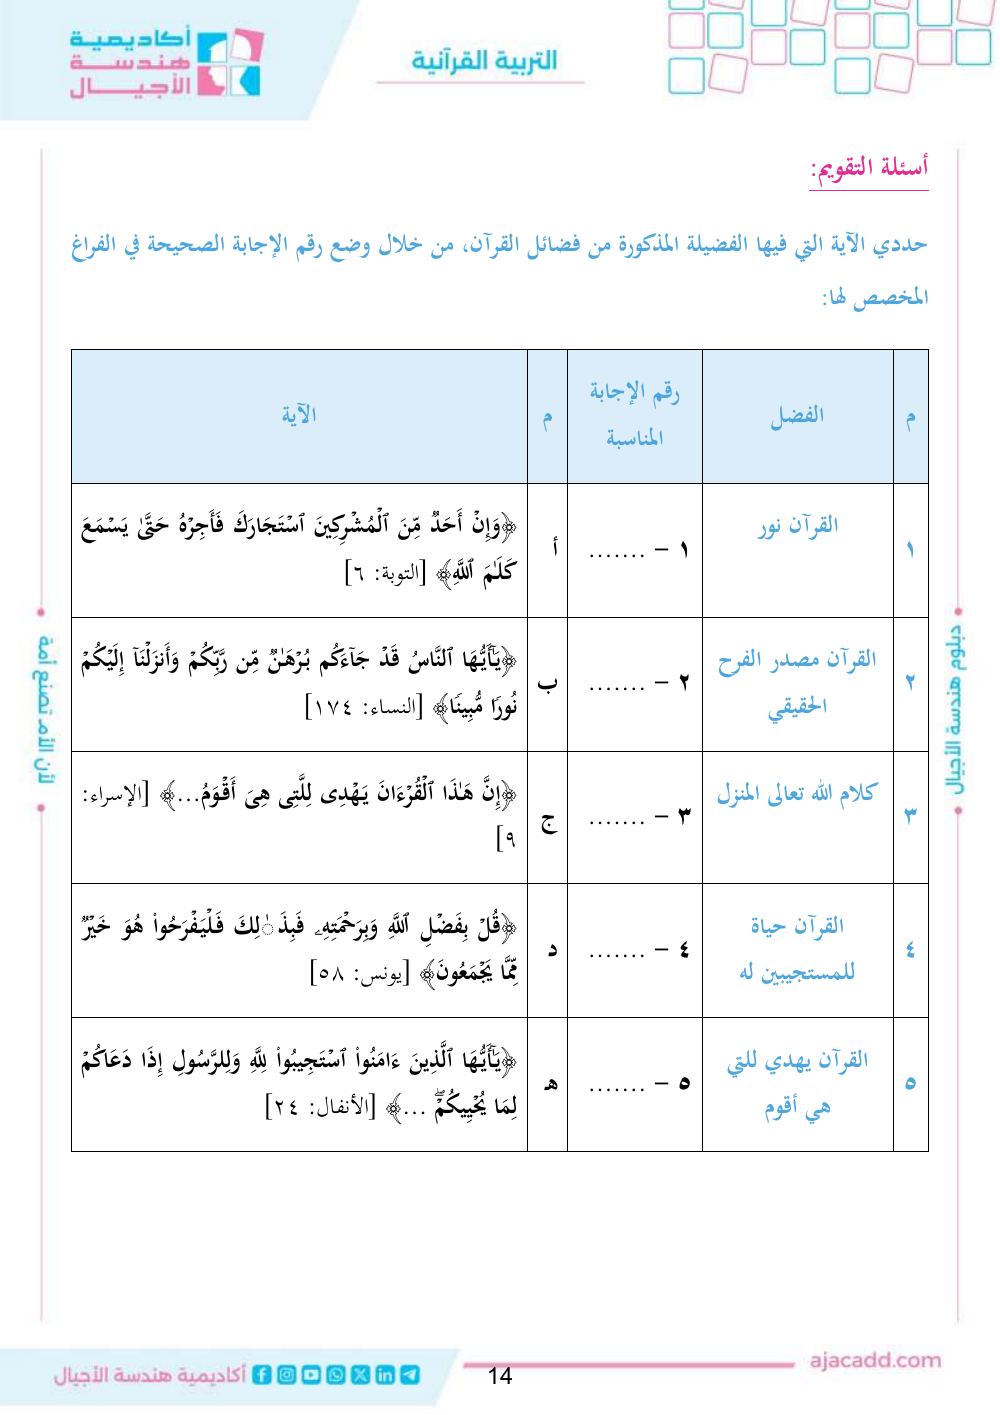 أكاديمية
هندسة
الأجيال
التربية القرآنية
أسئلة التقويم:
حددي الآية التي فيها الفضيلة المذكورة من فضائل القرآن، من خلال وضع رقم الإجابة الصحيحة في الفراغ
المخصص لها:
م
الفضل
رقم الإجابة
المناسبة
م
الآية
١
القرآن نور
١ – .......
أ
﴿وَإِنْ أَحَدٌ مِّنَ ٱلْمُشْرِكِينَ ٱسْتَجَارَكَ فَأَجِرْهُ حَتَّىٰ يَسْمَعَ
كَلَٰمَ ٱللَّهِ﴾ [التوبة: ٦]
٢
القرآن مصدر الفرح
الحقيقي
٢ – .......
ب
﴿يَٰٓأَيُّهَا ٱلنَّاسُ قَدْ جَآءَكُم بُرْهَٰنٌ مِّن رَّبِّكُمْ وَأَنزَلْنَآ إِلَيْكُمْ
نُورًا مُّبِينًا﴾ [النساء: ١٧٤]
٣
كلام الله تعالى المنزل
٣ – .......
ج
﴿إِنَّ هَٰذَا ٱلْقُرْءَانَ يَهْدِى لِلَّتِى هِىَ أَقْوَمُ...﴾ [الإسراء:
٩]
٤
القرآن حياة
للمستجيبين له
٤ – .......
د
﴿قُلْ بِفَضْلِ ٱللَّهِ وَبِرَحْمَتِهِۦ فَبِذَٰلِكَ فَلْيَفْرَحُوا۟ هُوَ خَيْرٌ
مِّمَّا يَجْمَعُونَ﴾ [يونس: ٥٨]
٥
القرآن يهدي للتي
هي أقوم
٥ – .......
هـ
﴿يَٰٓأَيُّهَا ٱلَّذِينَ ءَامَنُوا۟ ٱسْتَجِيبُوا۟ لِلَّهِ وَلِلرَّسُولِ إِذَا دَعَاكُمْ
لِمَا يُحْيِيكُمْ ۖ ...﴾ [الأنفال: ٢٤]
دبلوم هندسة الأجيال
لأن الأم تصنع أمة
ajacadd.com
14
أكاديمية هندسة الأجيال